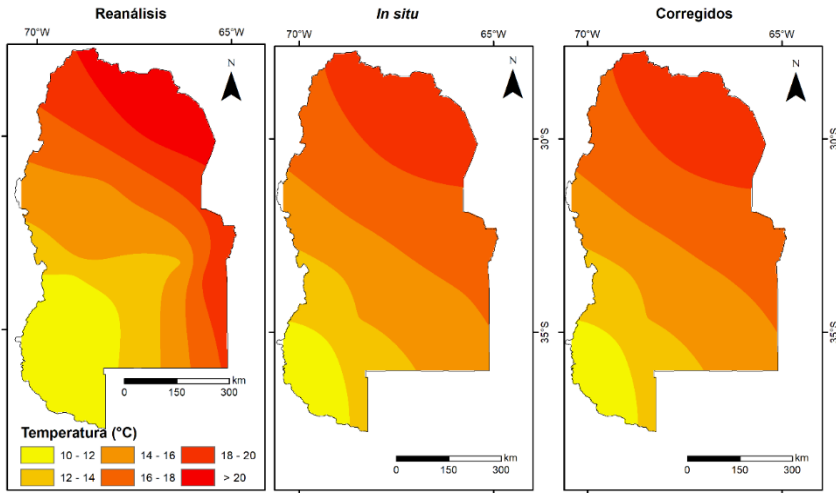 Reanálisis
In situ
Corregidos
70°W
65°W
70°W
65°W
70°W
65°W
N
N
N
30°S
30°S
35°S
35°S
km
0 150 300
Temperatura (°C)
10 - 12
14 - 16
18 - 20
12 - 14
16 - 18
> 20
km
0 150 300
km
0 150 300